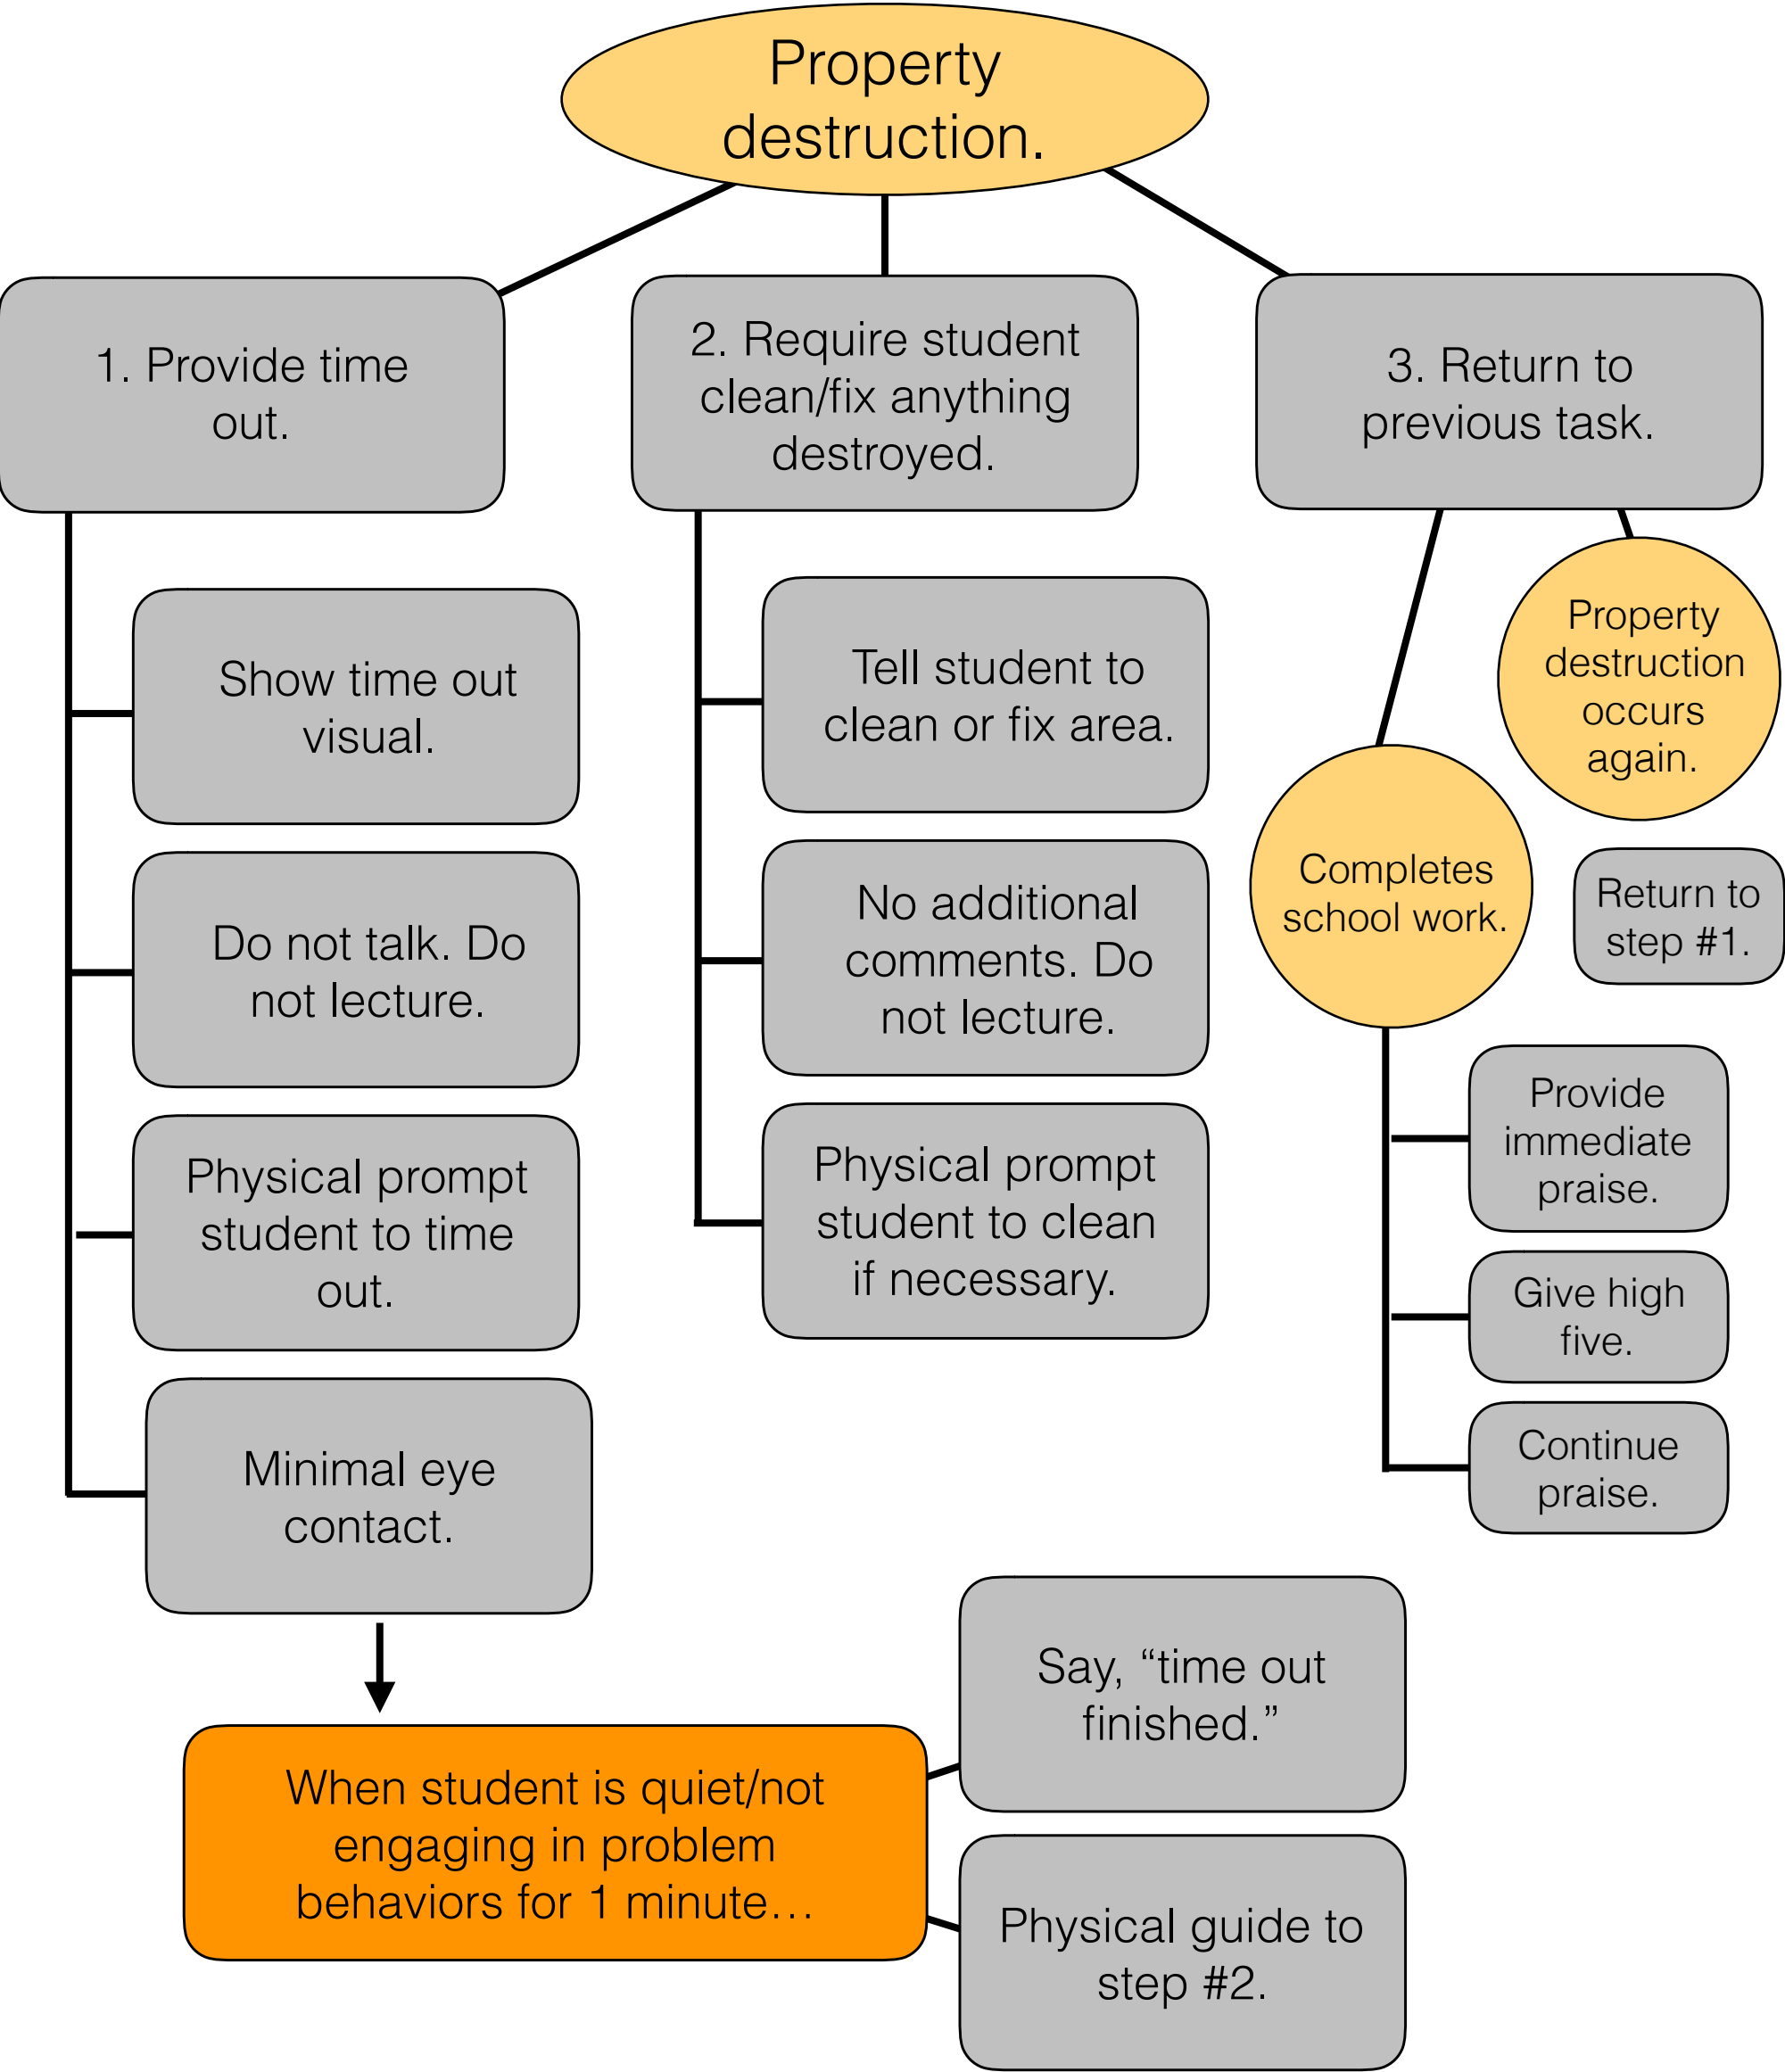 Property
destruction.
1. Provide time
out.
2. Require student
clean/fix anything
destroyed.
3. Return to
previous task.
Show time out
visual.
Do not talk. Do
not lecture.
Physical prompt
student to time
out.
Minimal eye
contact.
When student is quiet/not
engaging in problem
behaviors for 1 minute…
Say, “time out
finished.”
Physical guide to
step #2.
Tell student to
clean or fix area.
No additional
comments. Do
not lecture.
Physical prompt
student to clean
if necessary.
Completes
school work.
Provide
immediate
praise.
Give high
five.
Continue
praise.
Property
destruction
occurs
again.
Return to
step #1.